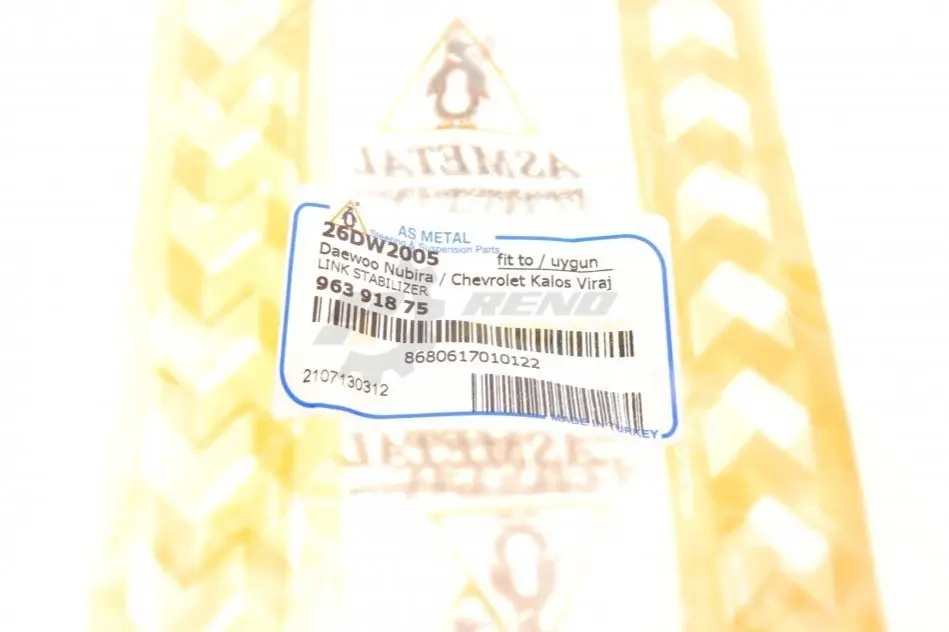 ASMETAL
AS METAL
Steering & Suspension Parts
26DW2005
fit to / uygun
Daewoo Nubira / Chevrolet Kalos Viraj
LINK STABILIZER
963 918 75
RENO
8680617010122
2107130312
MADE IN TURKEY
ASMETAL